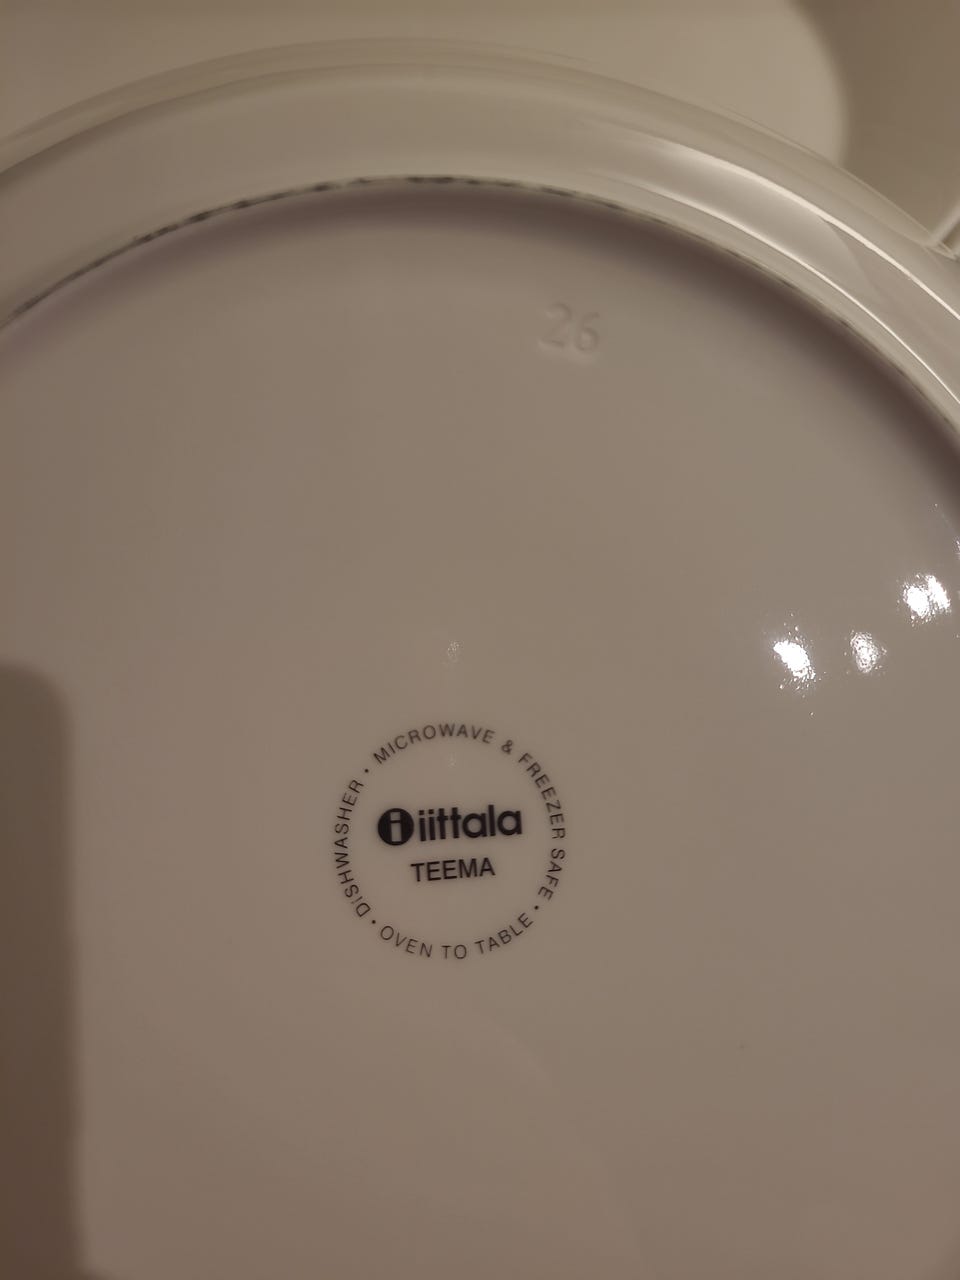 26
DISHWASHER • MICROWAVE & FREEZER SAFE • OVEN TO TABLE •
i iittala
TEEMA